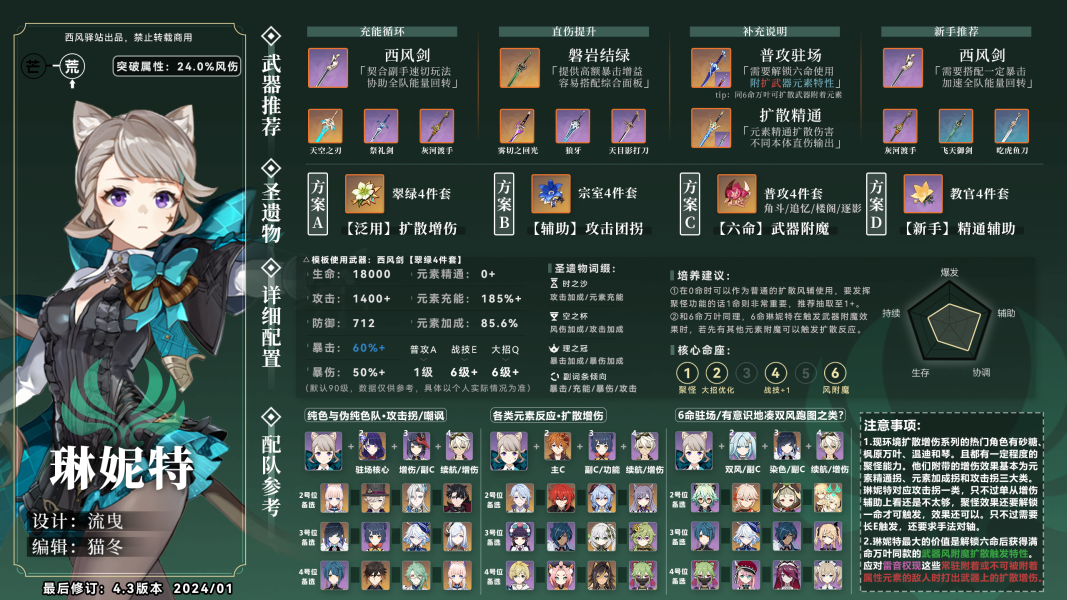 西风驿站出品，禁止转载商用
芒
荒
突破属性：24.0%风伤
琳妮特
设计：流曳
编辑：猫冬
最后修订：4.3版本 2024/01
武器推荐
充能循环
西风剑
「契合副手速切玩法
协助全队能量回转」
天空之刃
祭礼剑
灰河渡手
直伤提升
磐岩结绿
「提供高额暴击增益
容易搭配综合面板」
雾切之回光
狼牙
天目影打刀
补充说明
普攻驻场
「需要解锁六命使用
附扩武器元素特性」
tip：同6命万叶可扩散武器附着元素
扩散精通
「元素精通扩散伤害
不同本体直伤输出」
新手推荐
西风剑
「需要搭配一定暴击
加速全队能量回转」
灰河渡手
飞天御剑
吃虎鱼刀
圣遗物
方案A
翠绿4件套
【泛用】扩散增伤
方案B
宗室4件套
【辅助】攻击团拐
方案C
普攻4件套
角斗/追忆/楼阁/逐影
【六命】武器附魔
方案D
教官4件套
【新手】精通辅助
详细配置
△模板使用武器：西风剑【翠绿4件套】
生命：18000
元素精通：0+
攻击：1400+
元素充能：185%+
防御：712
元素加成：85.6%
暴击：60%+
普攻A 战技E 大招Q
暴伤：50%+
1级 6级+ 6级+
（默认90级，数据仅供参考，具体以个人实际情况为准）
圣遗物词缀：
时之沙
攻击加成/元素充能
空之杯
风伤加成/攻击加成
理之冠
暴击加成/暴伤加成
副词条倾向
暴击/充能/暴伤/攻击
培养建议：
①在0命时可以作为普通的扩散风辅使用，要发挥
聚怪功能的话1命则非常重要，推荐抽取至1+。
②和6命万叶同理，6命琳妮特在触发武器附魔效
果时，若先有其他元素附魔可以触发扩散反应。
核心命座：
1 2 3 4 5 6
聚怪 大招优化 战技+1 风附魔
爆发
辅助
协调
生存
持续
配队参考
纯色与伪纯色队·攻击拐/嘲讽
2 3 4
驻场核心 增伤/副C 续航/增伤
2号位备选
3号位备选
4号位备选
各类元素反应·扩散增伤
2 3 4
主C 副C/功能 续航/增伤
2号位备选
3号位备选
4号位备选
6命驻场/有意识地凑双风跑图之类？
2 3 4
双风/副C 染色/副C 续航/增伤
2号位备选
3号位备选
4号位备选
注意事项：
1.现环境扩散增伤系列的热门角色有砂糖、
枫原万叶、温迪和琴。且都有一定程度的
聚怪能力。他们附带的增伤效果基本为元
素精通拐、元素加成拐和攻击拐三大类。
琳妮特对应攻击拐一类，只不过单从增伤
辅助上看还是不太够，聚怪效果还要解锁
一命才可触发，效果还可以。只不过需要
长E触发，还要求手法对轴。
2.琳妮特最大的价值是解锁六命后获得满
命万叶同款的武器风附魔扩散触发特性。
应对雷音权现这些常驻附着或不可被附着
属性元素的敌人时打出武器上的扩散增伤。